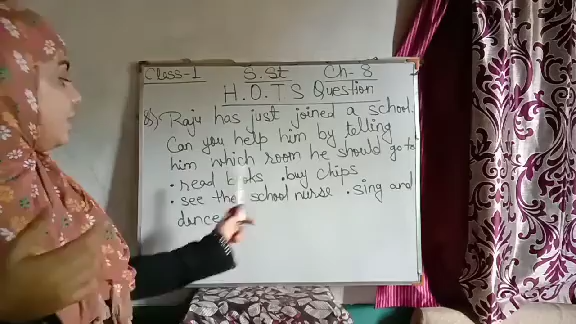 Class-1 S.St Ch-8
H.O.T.S Question
8) Raju has just joined a school.
Can you help him by telling
him which room he should go to
• read books • buy chips
• see the school nurse • sing and
dance